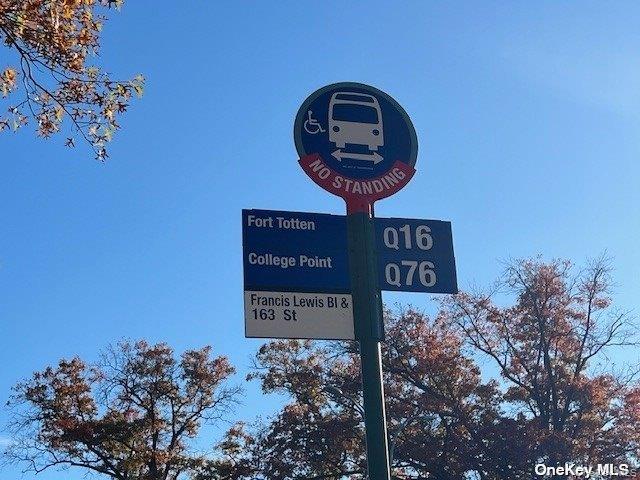 NO STANDING
Fort Totten
Q16
College Point
Q76
Francis Lewis Bl &
163 St
OneKey MLS